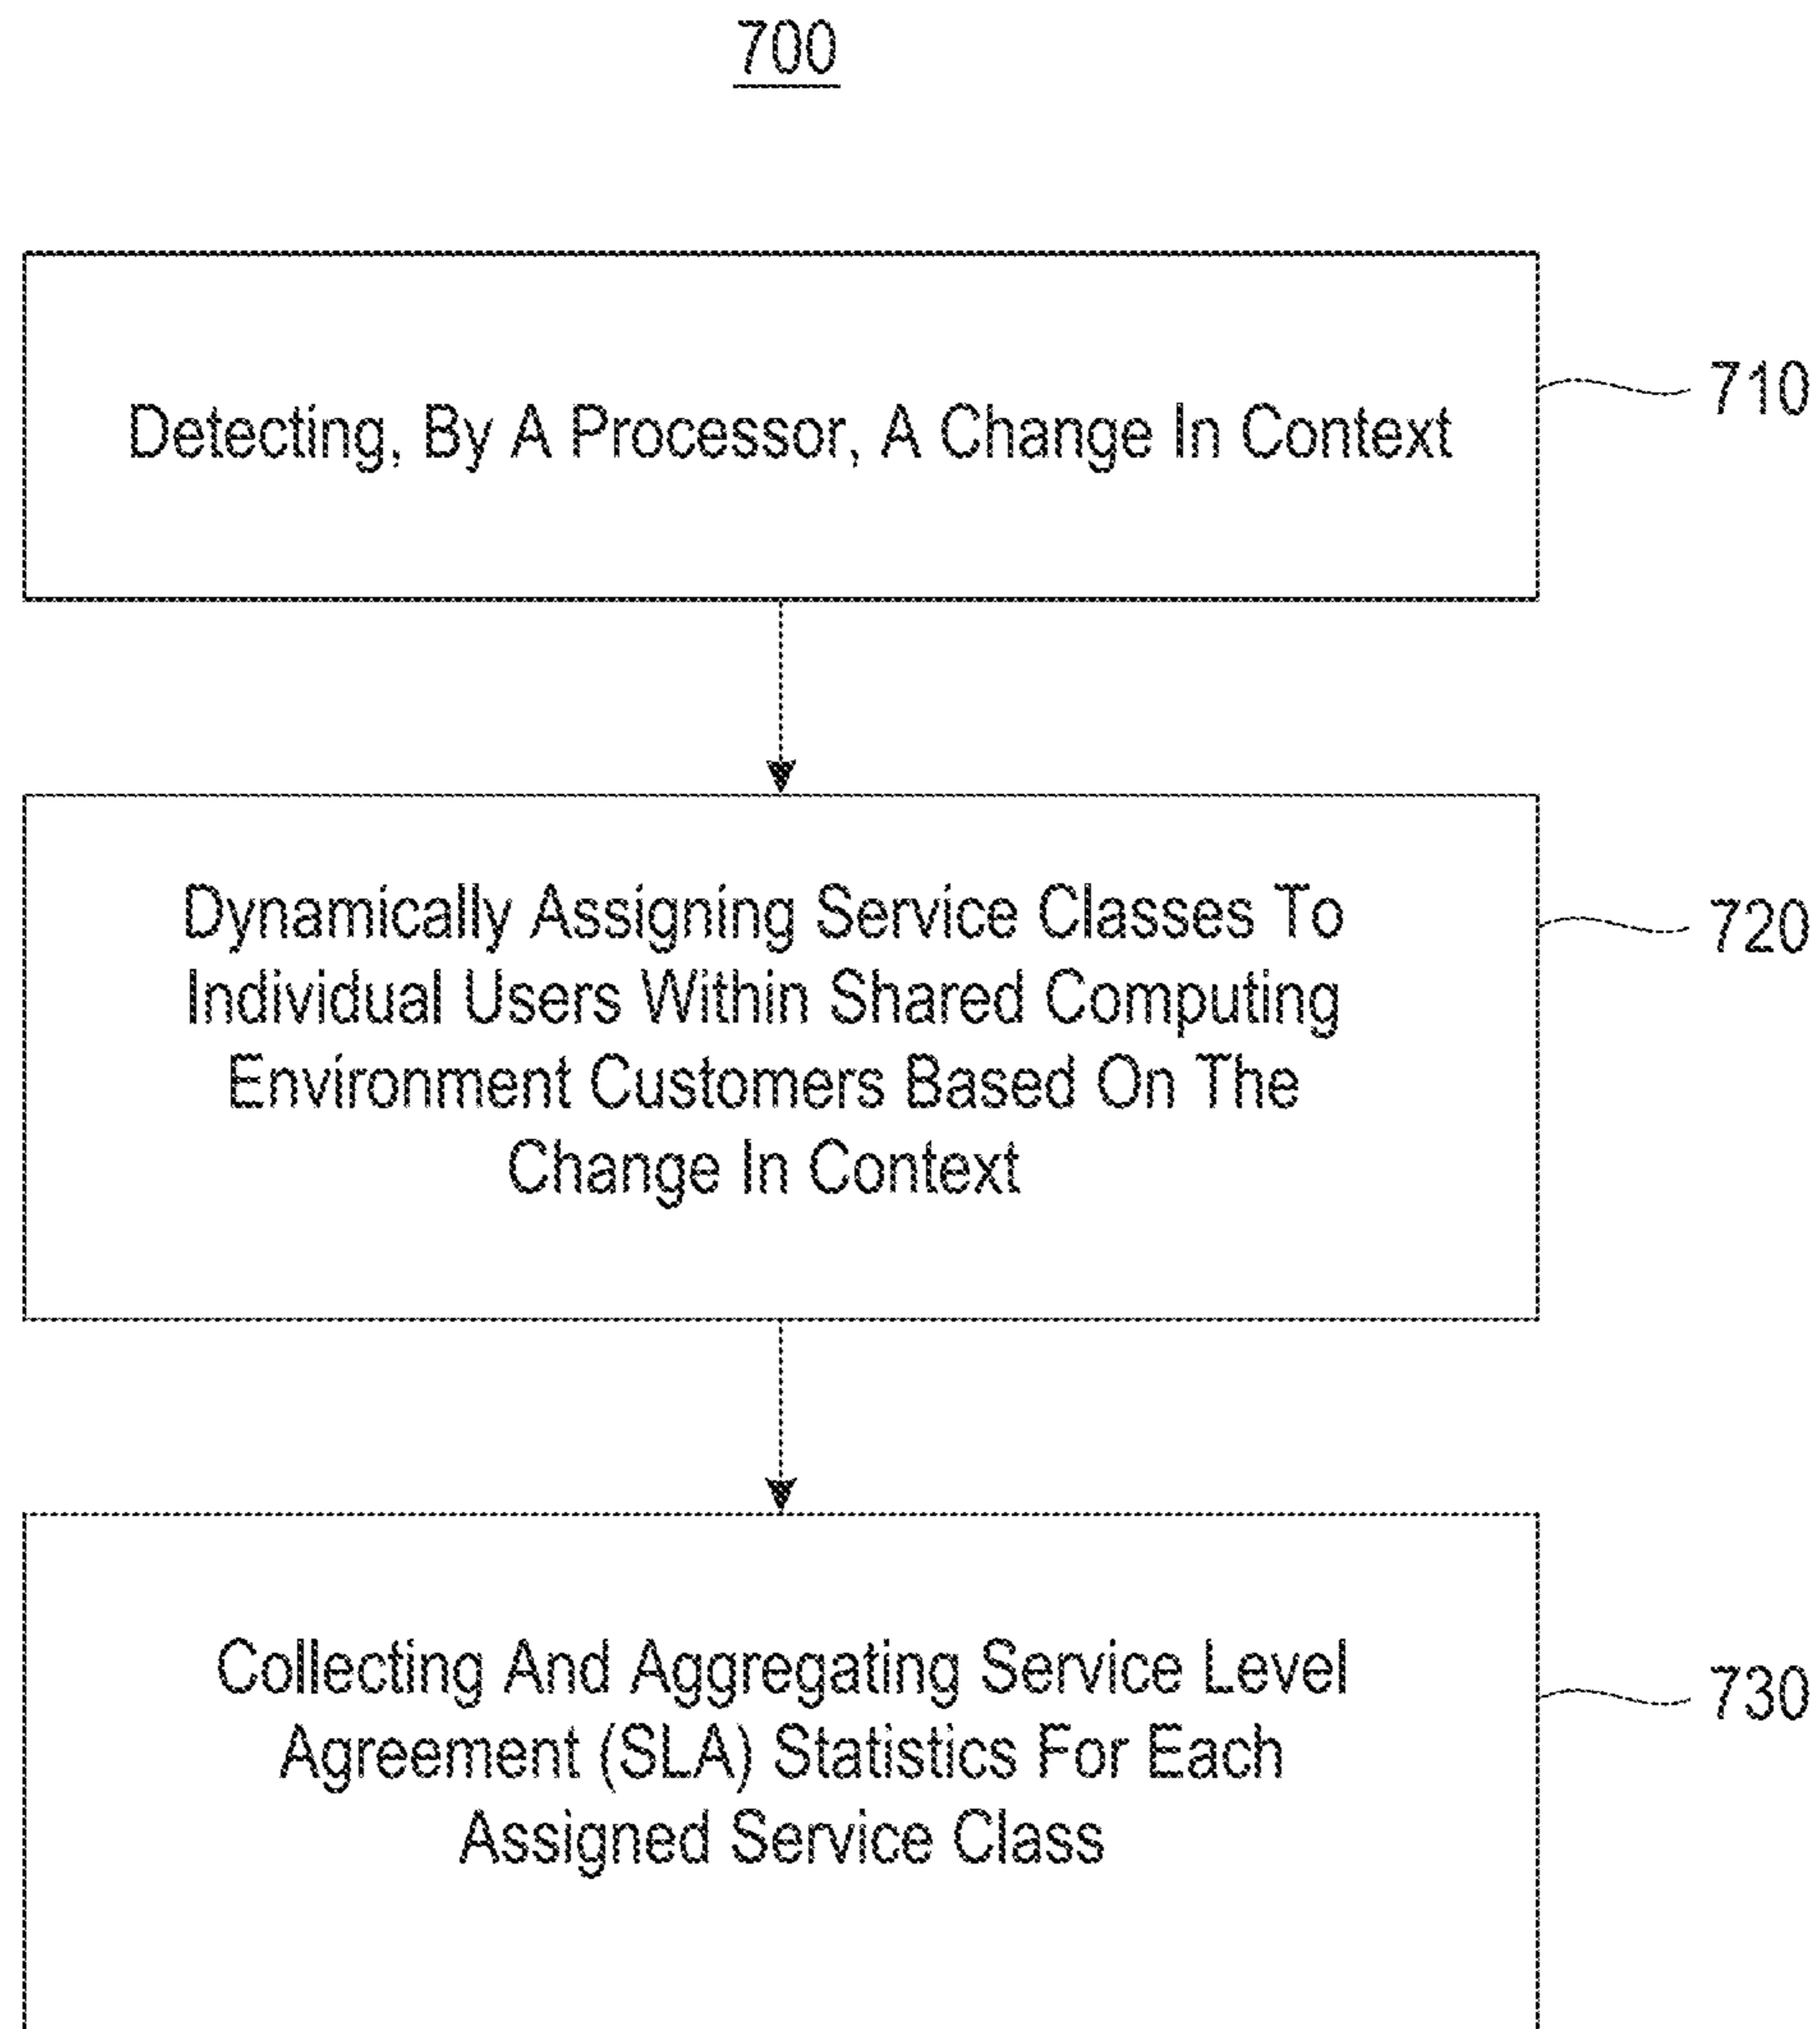 700
Detecting, By A Processor, A Change In Context
710
Dynamically Assigning Service Classes To
Individual Users Within Shared Computing
Environment Customers Based On The
Change In Context
720
Collecting And Aggregating Service Level
Agreement (SLA) Statistics For Each
Assigned Service Class
730